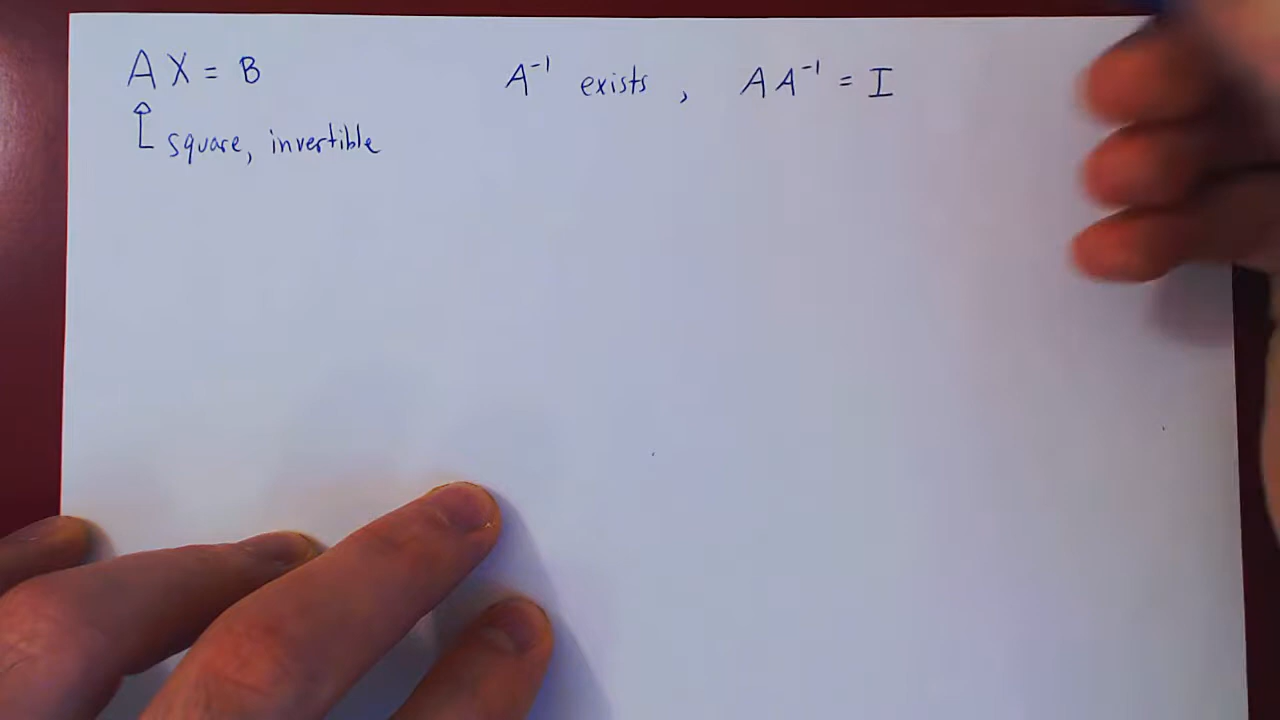 A X = B
square, invertible
A⁻¹ exists , A A⁻¹ = I